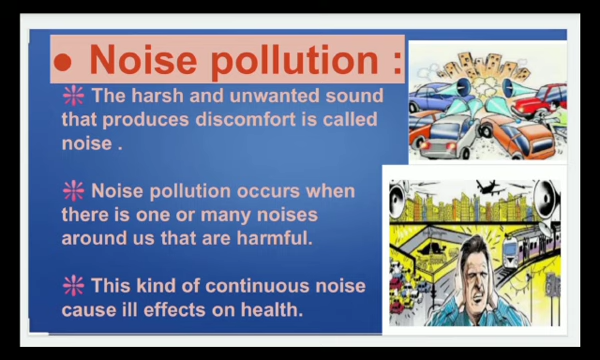 • Noise pollution :
❊ The harsh and unwanted sound
that produces discomfort is called
noise .
❊ Noise pollution occurs when
there is one or many noises
around us that are harmful.
❊ This kind of continuous noise
cause ill effects on health.